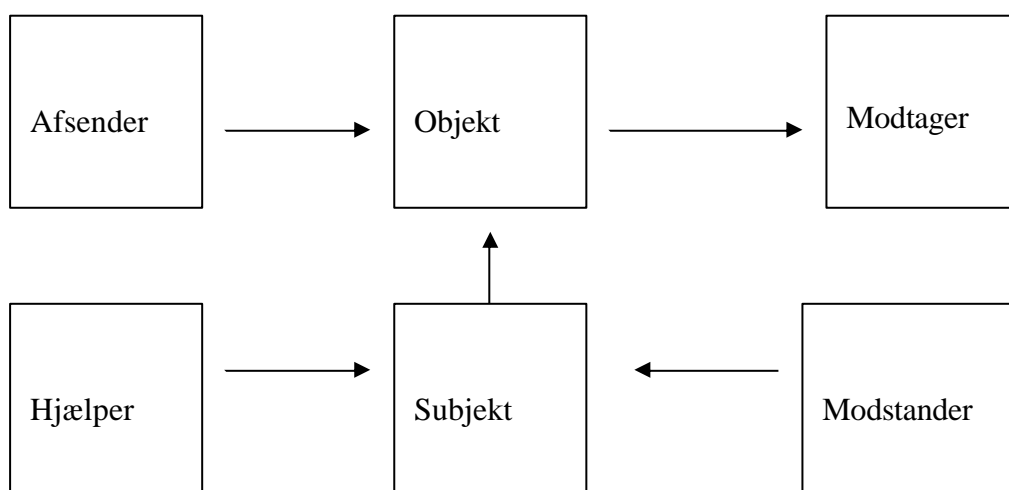 Afsender
Objekt
Modtager
Hjælper
Subjekt
Modstander